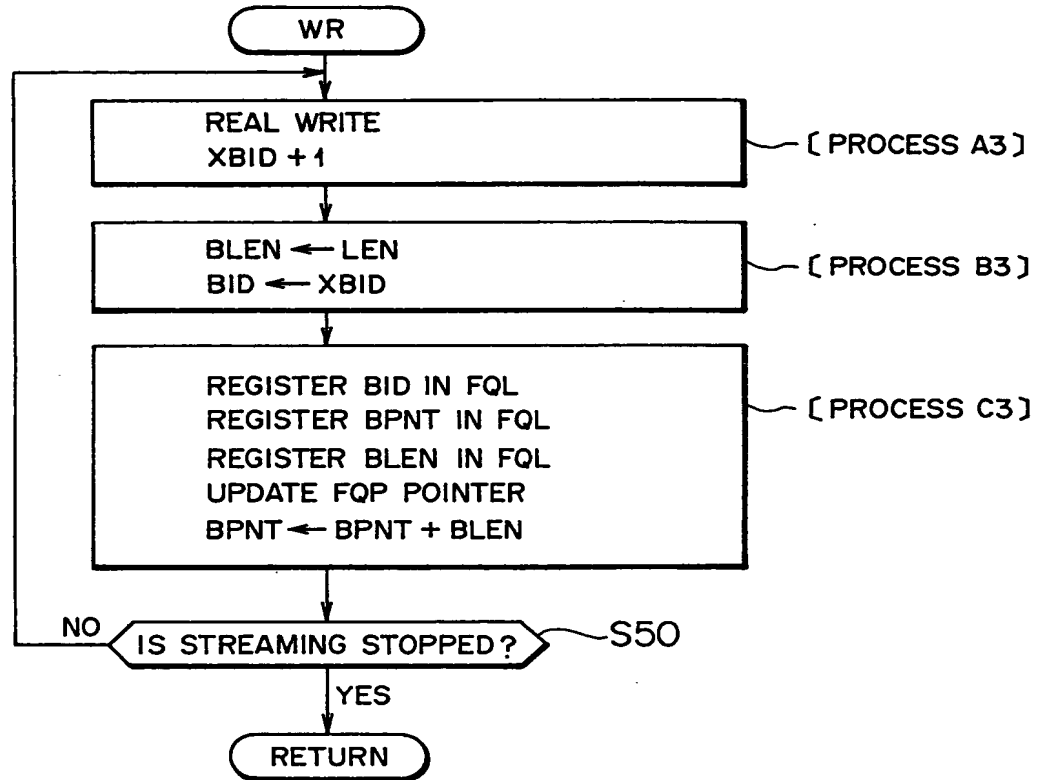 WR
REAL WRITE
XBID + 1
[PROCESS A3]
BLEN ← LEN
BID ← XBID
[PROCESS B3]
REGISTER BID IN FQL
REGISTER BPNT IN FQL
REGISTER BLEN IN FQL
UPDATE FQP POINTER
BPNT ← BPNT + BLEN
[PROCESS C3]
NO
IS STREAMING STOPPED?
S50
YES
RETURN